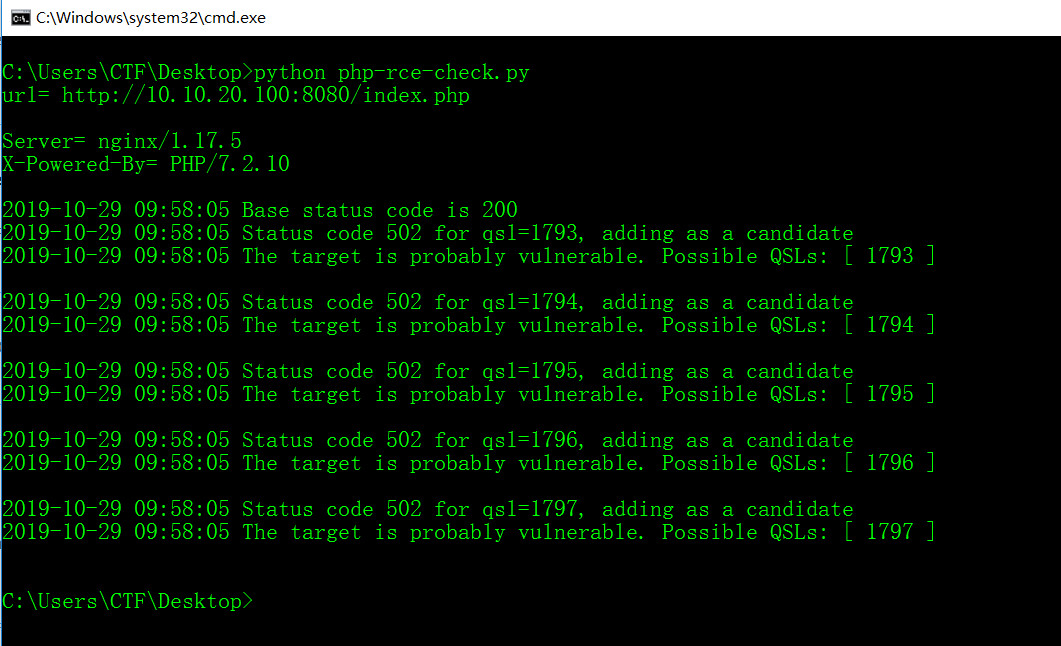 C:\Windows\system32\cmd.exe
C:\Users\CTF\Desktop>python php-rce-check.py
url= http://10.10.20.100:8080/index.php
Server= nginx/1.17.5
X-Powered-By= PHP/7.2.10
2019-10-29 09:58:05 Base status code is 200
2019-10-29 09:58:05 Status code 502 for qsl=1793, adding as a candidate
2019-10-29 09:58:05 The target is probably vulnerable. Possible QSLs: [ 1793 ]
2019-10-29 09:58:05 Status code 502 for qsl=1794, adding as a candidate
2019-10-29 09:58:05 The target is probably vulnerable. Possible QSLs: [ 1794 ]
2019-10-29 09:58:05 Status code 502 for qsl=1795, adding as a candidate
2019-10-29 09:58:05 The target is probably vulnerable. Possible QSLs: [ 1795 ]
2019-10-29 09:58:05 Status code 502 for qsl=1796, adding as a candidate
2019-10-29 09:58:05 The target is probably vulnerable. Possible QSLs: [ 1796 ]
2019-10-29 09:58:05 Status code 502 for qsl=1797, adding as a candidate
2019-10-29 09:58:05 The target is probably vulnerable. Possible QSLs: [ 1797 ]
C:\Users\CTF\Desktop>